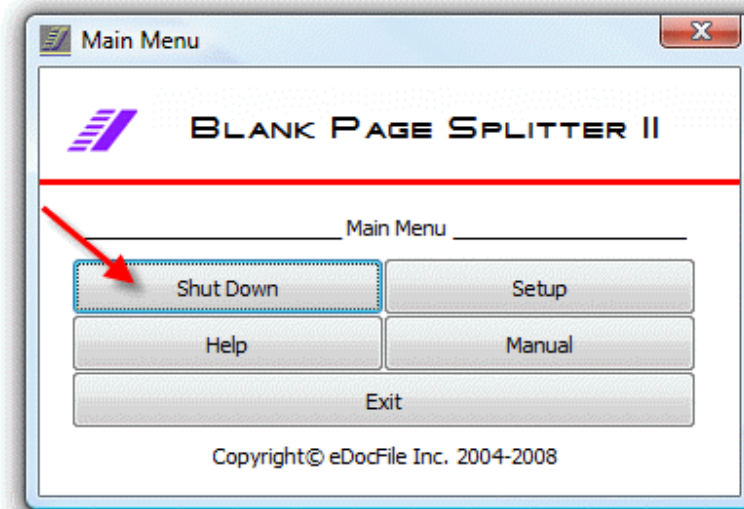 Main Menu
BLANK PAGE SPLITTER II
Main Menu
Shut Down Setup
Help Manual
Exit
Copyright© eDocFile Inc. 2004-2008